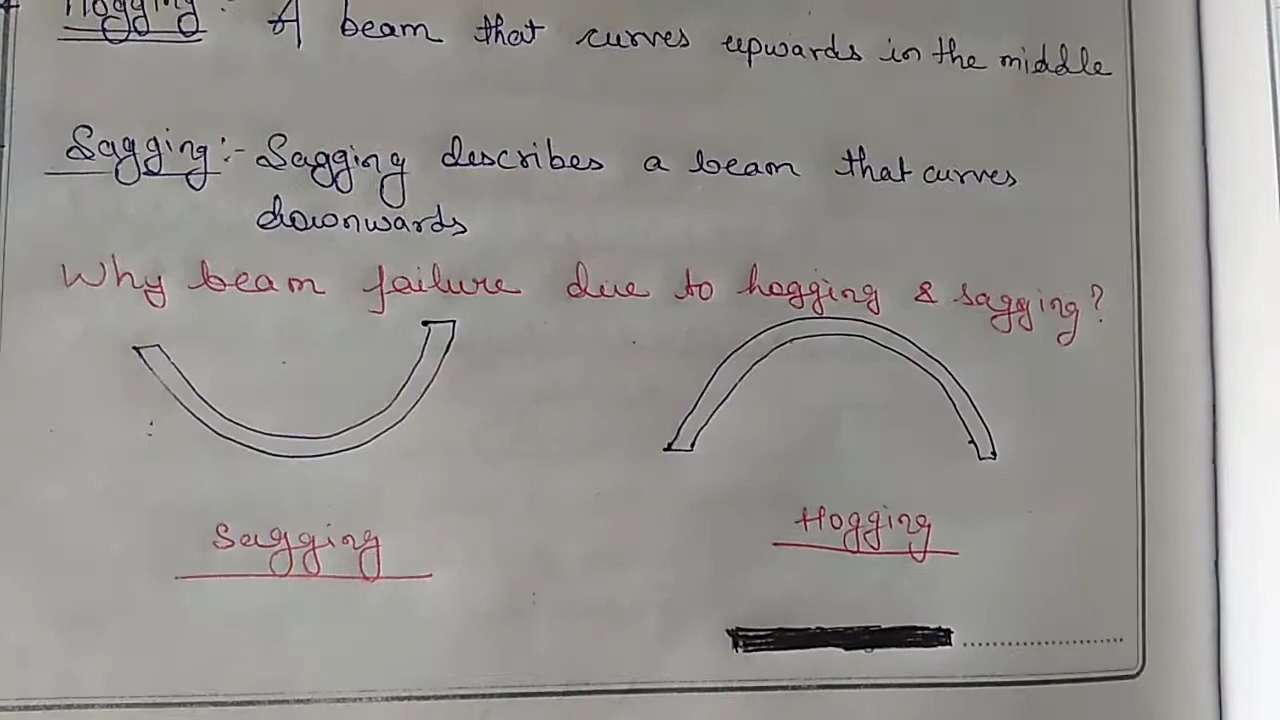 Hogging:- A beam that curves upwards in the middle
Sagging:- Sagging describes a beam that curves
downwards
Why beam failure due to hogging & sagging?
Sagging
Hogging